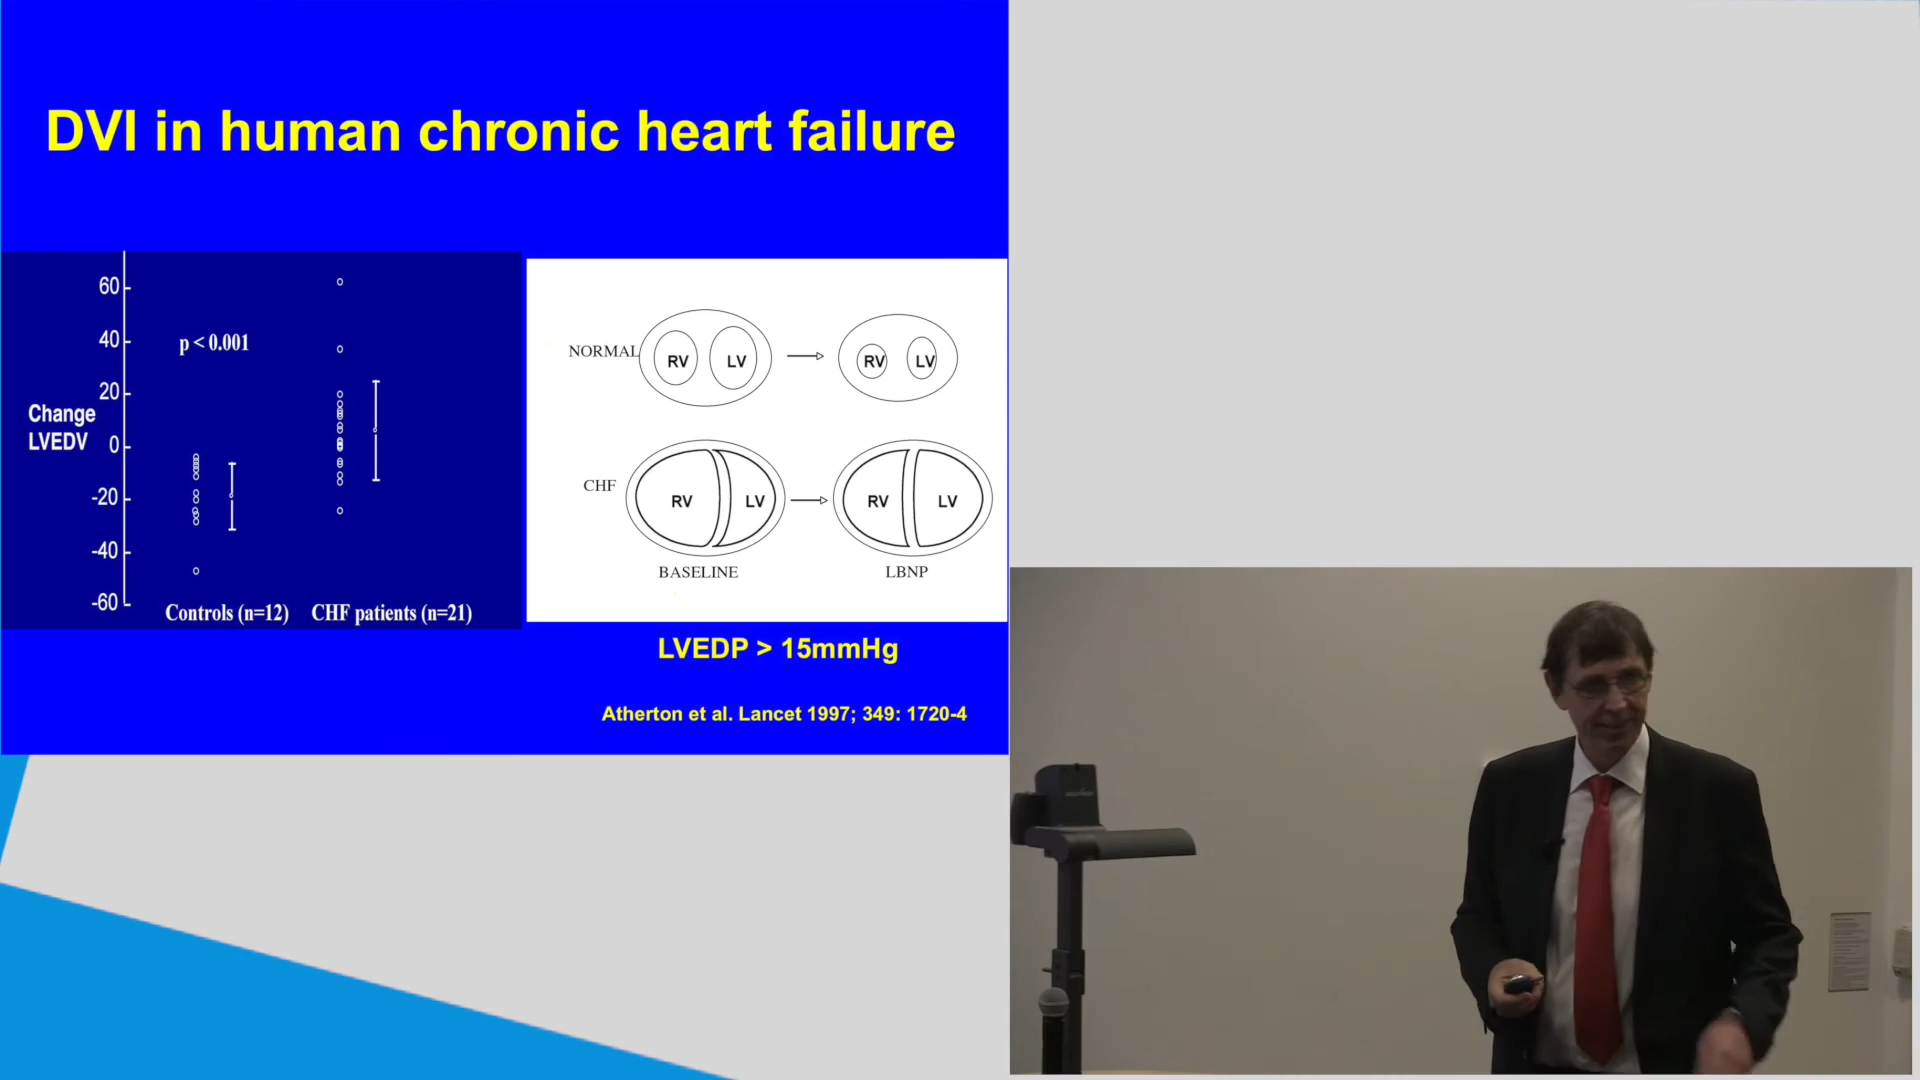 DVI in human chronic heart failure
60
40
20
0
-20
-40
-60
Change
LVEDV
p < 0.001
Controls (n=12)
CHF patients (n=21)
NORMAL
RV
LV
RV
LV
CHF
RV
LV
RV
LV
BASELINE
LBNP
LVEDP > 15mmHg
Atherton et al. Lancet 1997; 349: 1720-4